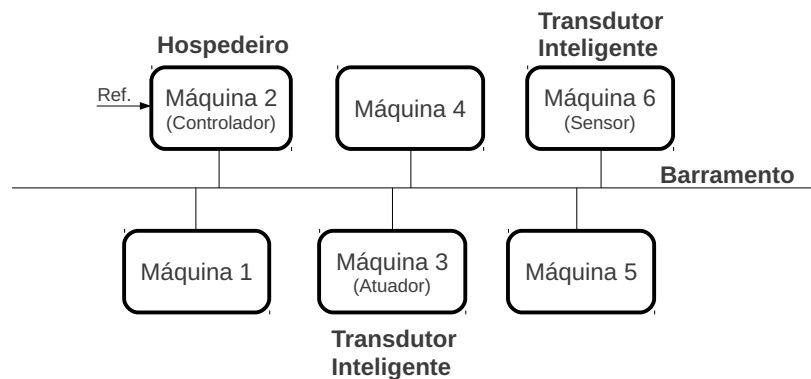 Hospedeiro
Transdutor
Inteligente
Ref.
Máquina 2
(Controlador)
Máquina 4
Máquina 6
(Sensor)
Barramento
Máquina 1
Máquina 3
(Atuador)
Máquina 5
Transdutor
Inteligente